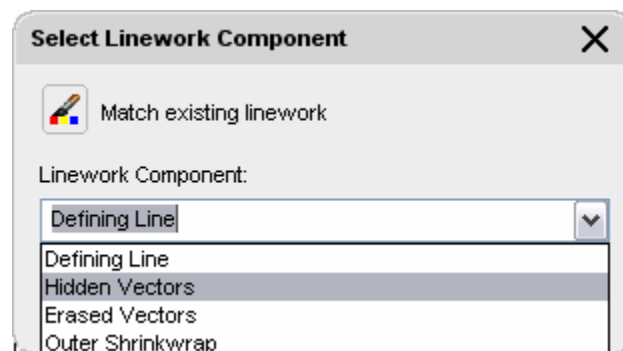 Select Linework Component
Match existing linework
Linework Component:
Defining Line
Defining Line
Hidden Vectors
Erased Vectors
Outer Shrinkwrap